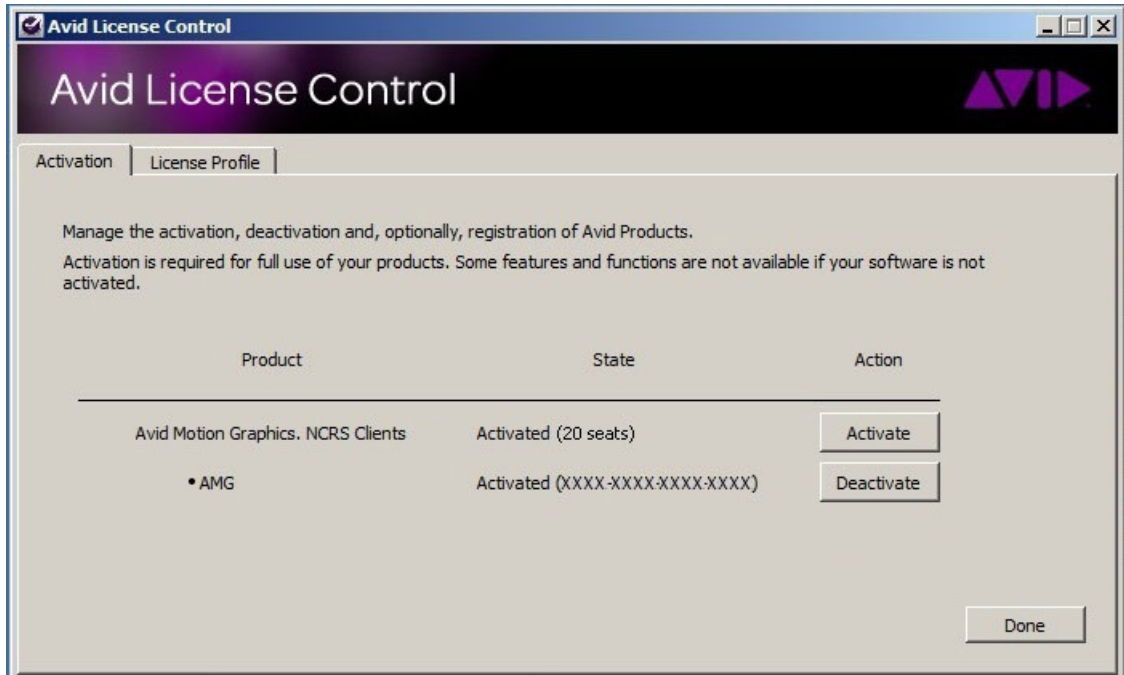 Avid License Control
Avid License Control
AVID
Activation
License Profile
Manage the activation, deactivation and, optionally, registration of Avid Products.
Activation is required for full use of your products. Some features and functions are not available if your software is not
activated.
Product State Action
Avid Motion Graphics. NCRS Clients Activated (20 seats) Activate
• AMG Activated (XXXX-XXXX-XXXX-XXXX) Deactivate
Done